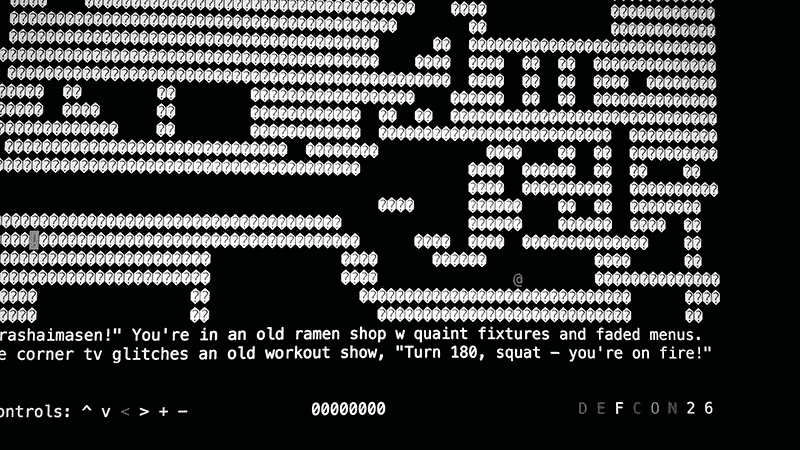 @
rashaimasen!" You're in an old ramen shop w quaint fixtures and faded menus.
e corner tv glitches an old workout show, "Turn 180, squat – you're on fire!"
ontrols: ^ v < > + – 00000000 DEFCON26